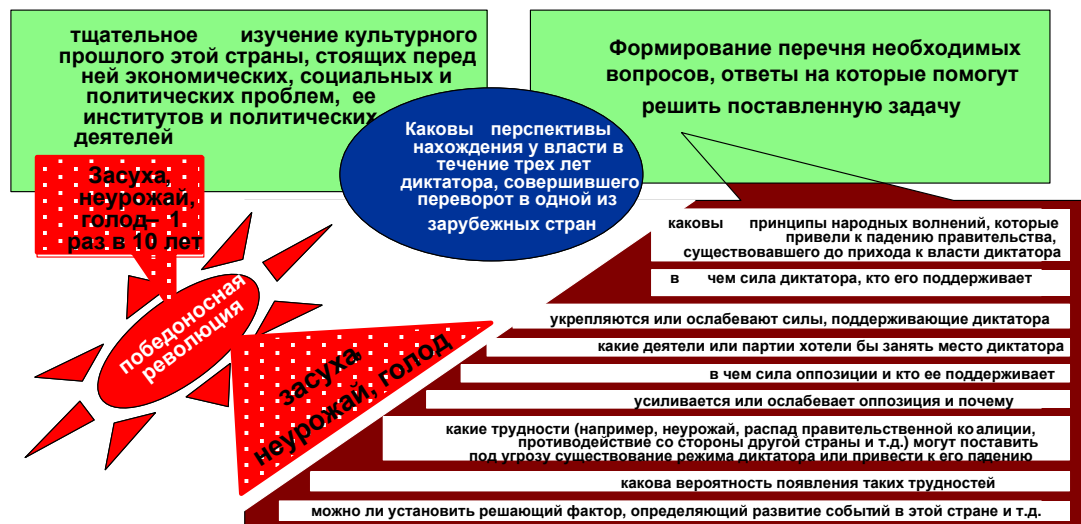 тщательное изучение культурного
прошлого этой страны, стоящих перед
ней экономических, социальных и
политических проблем, ее
институтов и политических
деятелей
Формирование перечня необходимых
вопросов, ответы на которые помогут
решить поставленную задачу
Каковы перспективы
нахождения у власти в
течение трех лет
диктатора, совершившего
переворот в одной из
зарубежных стран
Засуха,
неурожай,
голод– 1
раз в 10 лет
победоносная
революция
засуха,
неурожай, голод
каковы принципы народных волнений, которые
привели к падению правительства,
существовавшего до прихода к власти диктатора
в чем сила диктатора, кто его поддерживает
укрепляются или ослабевают силы, поддерживающие диктатора
какие деятели или партии хотели бы занять место диктатора
в чем сила оппозиции и кто ее поддерживает
усиливается или ослабевает оппозиция и почему
какие трудности (например, неурожай, распад правительственной коалиции,
противодействие со стороны другой страны и т.д.) могут поставить
под угрозу существование режима диктатора или привести к его падению
какова вероятность появления таких трудностей
можно ли установить решающий фактор, определяющий развитие событий в этой стране и т.д.